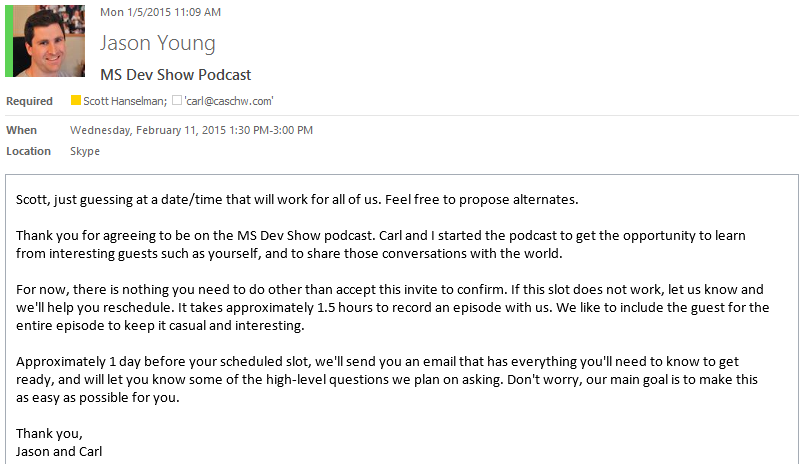 Mon 1/5/2015 11:09 AM
Jason Young
MS Dev Show Podcast
Required Scott Hanselman; 'carl@caschw.com'
When Wednesday, February 11, 2015 1:30 PM-3:00 PM
Location Skype
Scott, just guessing at a date/time that will work for all of us. Feel free to propose alternates.
Thank you for agreeing to be on the MS Dev Show podcast. Carl and I started the podcast to get the opportunity to learn
from interesting guests such as yourself, and to share those conversations with the world.
For now, there is nothing you need to do other than accept this invite to confirm. If this slot does not work, let us know and
we'll help you reschedule. It takes approximately 1.5 hours to record an episode with us. We like to include the guest for the
entire episode to keep it casual and interesting.
Approximately 1 day before your scheduled slot, we'll send you an email that has everything you'll need to know to get
ready, and will let you know some of the high-level questions we plan on asking. Don't worry, our main goal is to make this
as easy as possible for you.
Thank you,
Jason and Carl